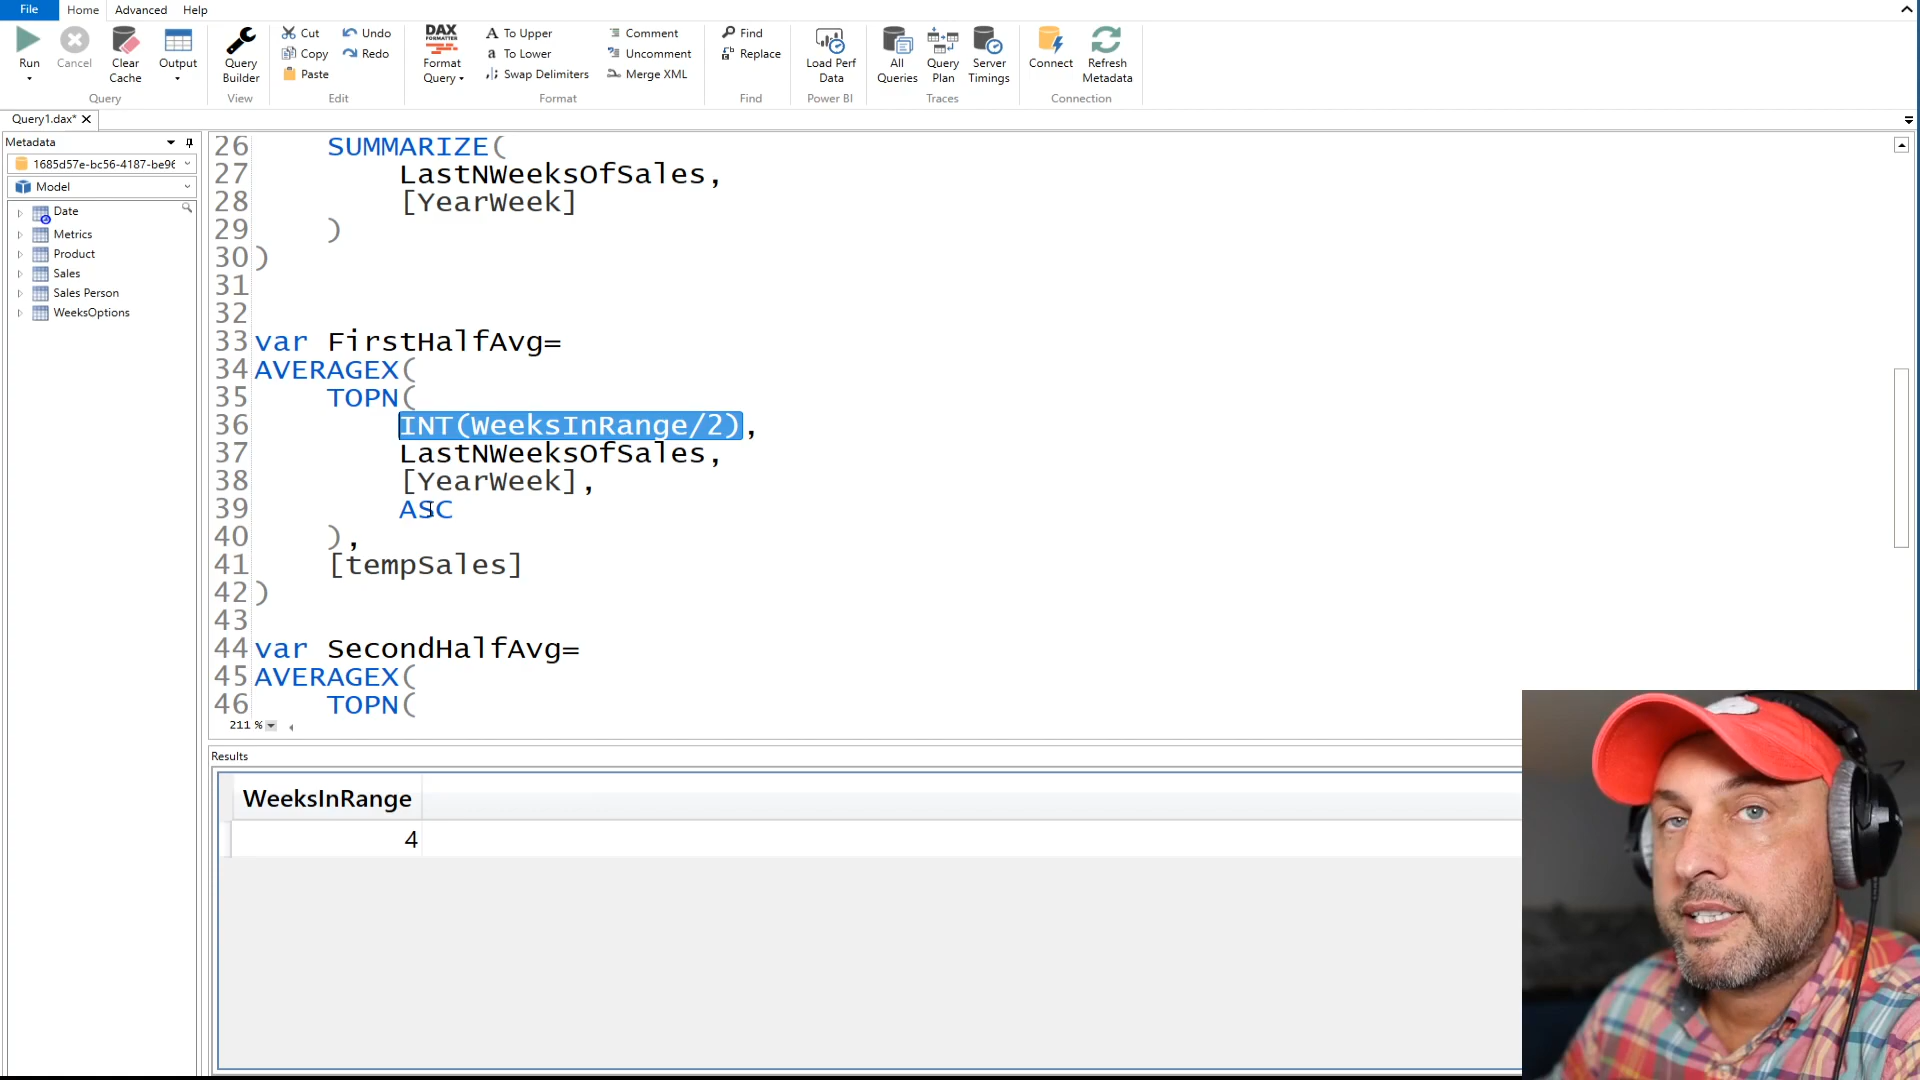 File Home Advanced Help
Run Cancel Clear Cache Output
Query
Query Builder
View
Cut Copy Paste Undo Redo
Edit
DAX FORMATTER
Format Query
A To Upper
a To Lower
Swap Delimiters
Comment
Uncomment
Merge XML
Format
Find
Replace
Find
Load Perf Data
Power BI
All Queries
Query Plan
Server Timings
Traces
Connect
Refresh Metadata
Connection
Query1.dax*
Metadata
1685d57e-bc56-4187-be96
Model
Date
Metrics
Product
Sales
Sales Person
WeeksOptions
26 SUMMARIZE(
27 LastNWeeksOfSales,
28 [YearWeek]
29 )
30 )
31
32
33 var FirstHalfAvg=
34 AVERAGEX(
35 TOPN(
36 INT(WeeksInRange/2),
37 LastNWeeksOfSales,
38 [YearWeek],
39 ASC
40 ),
41 [tempSales]
42 )
43
44 var SecondHalfAvg=
45 AVERAGEX(
46 TOPN(
211 %
Results
WeeksInRange
4